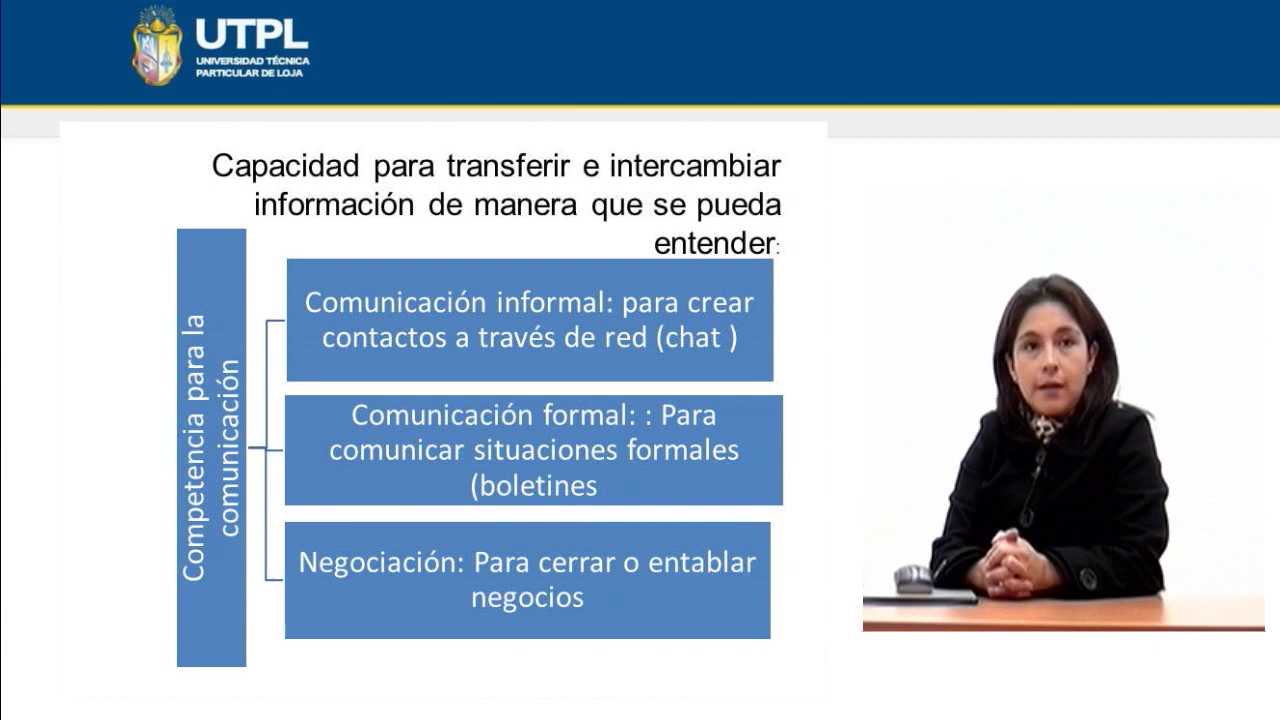 UTPL
UNIVERSIDAD TÉCNICA
PARTICULAR DE LOJA
Capacidad para transferir e intercambiar
información de manera que se pueda
entender:
Competencia para la
comunicación
Comunicación informal: para crear
contactos a través de red (chat )
Comunicación formal: : Para
comunicar situaciones formales
(boletines
Negociación: Para cerrar o entablar
negocios